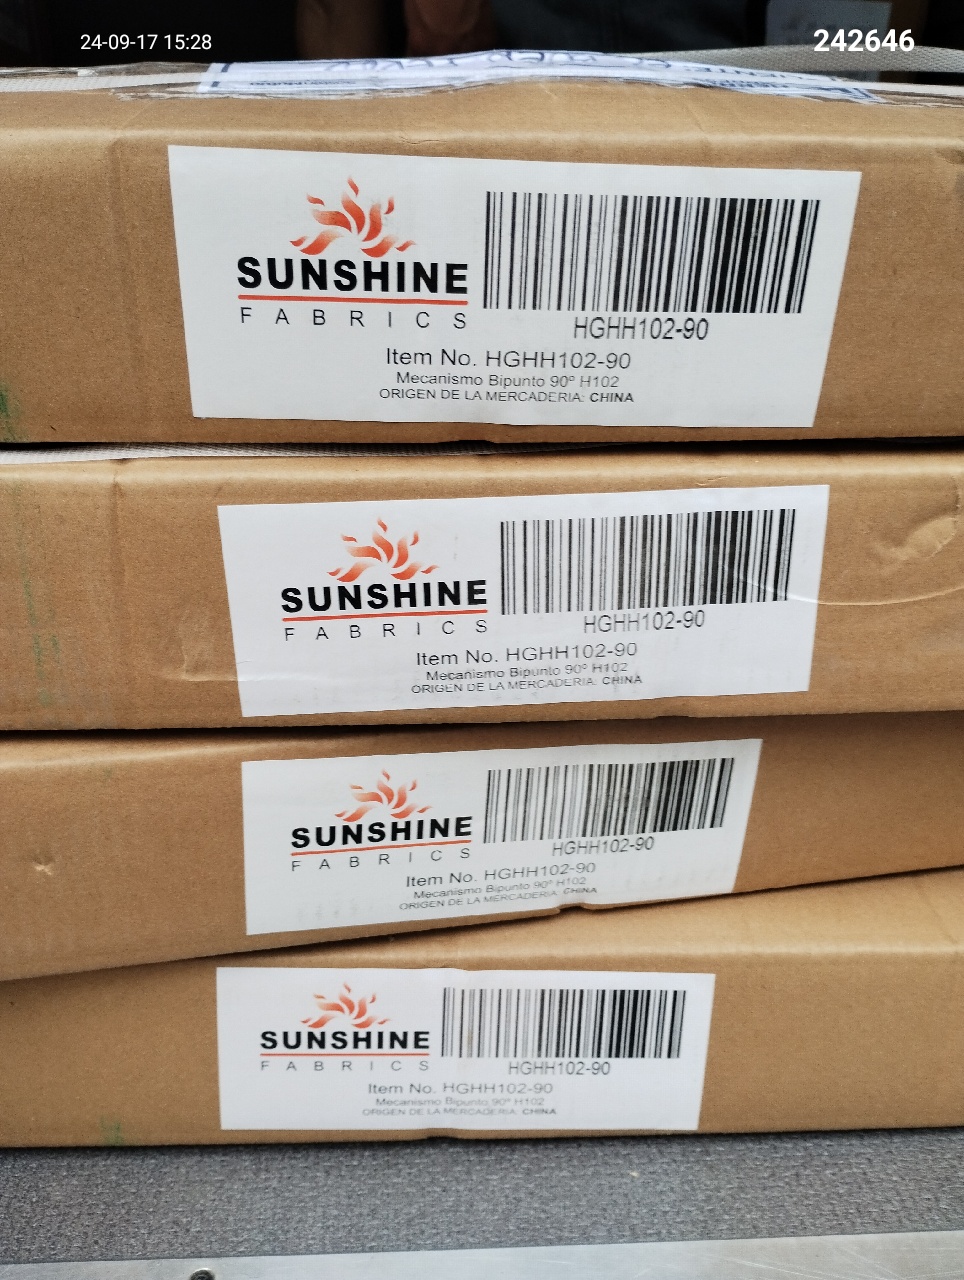 24-09-17 15:28
242646
SUNSHINE
FABRICS
HGHH102-90
Item No. HGHH102-90
Mecanismo Bipunto 90º H102
ORIGEN DE LA MERCADERIA: CHINA
SUNSHINE
FABRICS
HGHH102-90
Item No. HGHH102-90
Mecanismo Bipunto 90º H102
ORIGEN DE LA MERCADERIA: CHINA
SUNSHINE
FABRICS
HGHH102-90
Item No. HGHH102-90
Mecanismo Bipunto 90º H102
ORIGEN DE LA MERCADERIA: CHINA
SUNSHINE
FABRICS
HGHH102-90
Item No. HGHH102-90
Mecanismo Bipunto 90º H102
ORIGEN DE LA MERCADERIA: CHINA